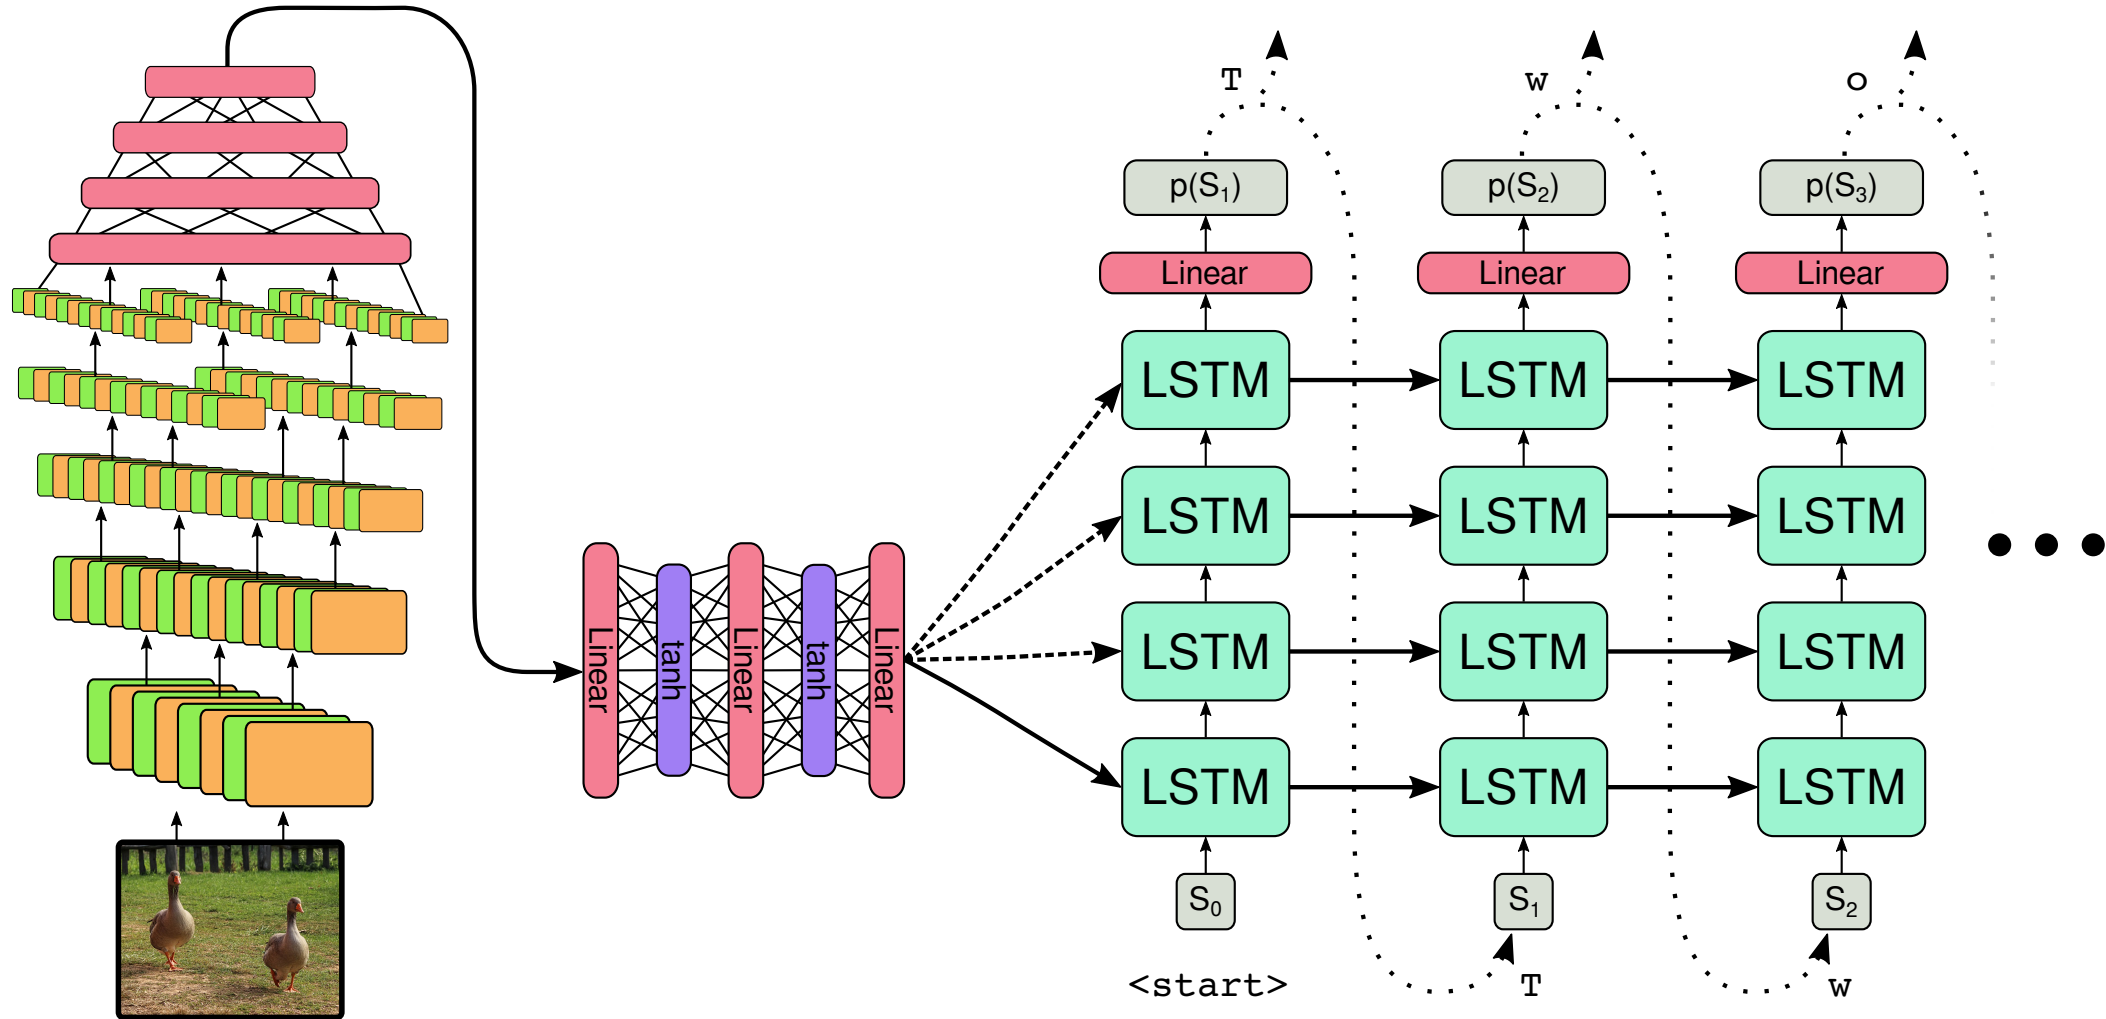 T w o
p(S₁) p(S₂) p(S₃)
Linear Linear Linear
LSTM LSTM LSTM
LSTM LSTM LSTM
Linear tanh Linear tanh Linear
LSTM LSTM LSTM
LSTM LSTM LSTM
S₀ S₁ S₂
<start> T w